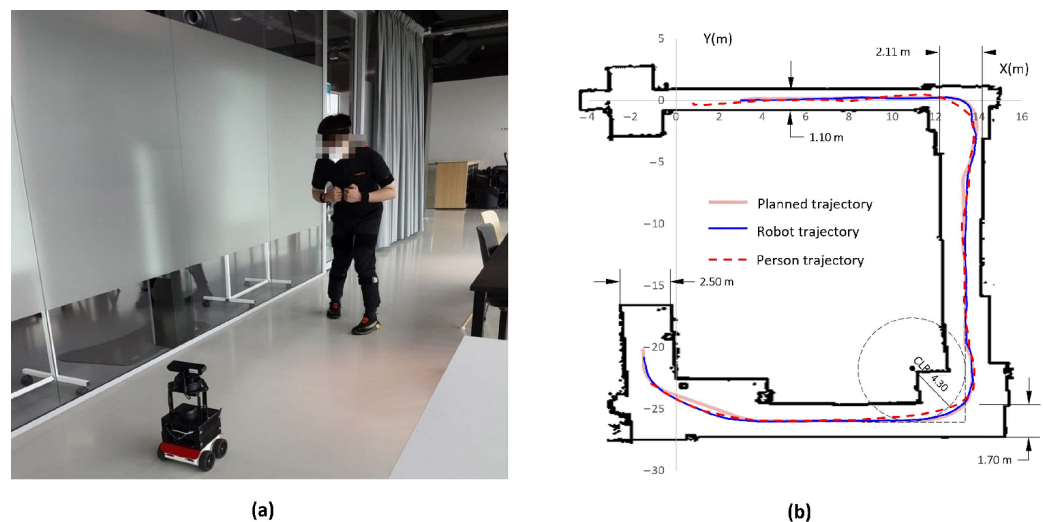 5
Y(m)
2.11 m
X(m)
0
−4
−2
0
2
4
6
8
10
12
14
16
1.10 m
−5
−10
Planned trajectory
Robot trajectory
Person trajectory
−15
2.50 m
−20
CLR 4.30
−25
1.70 m
−30
(a)
(b)